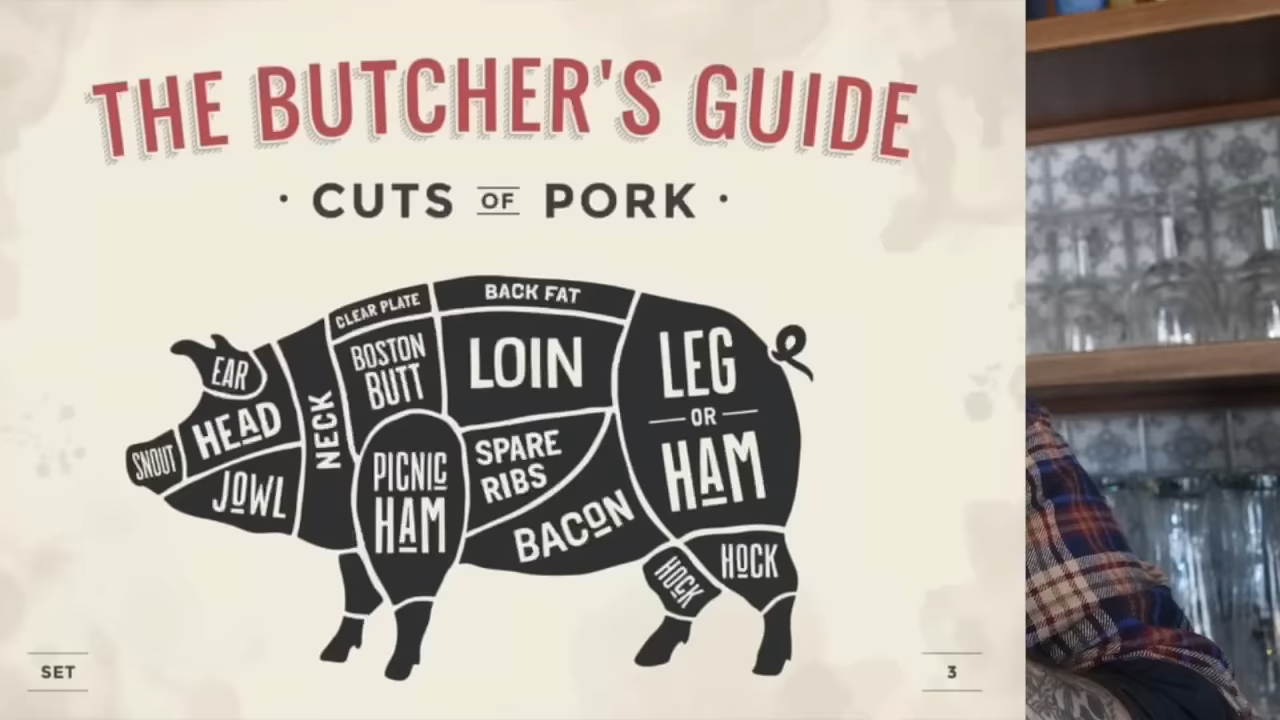 THE BUTCHER'S GUIDE
· CUTS OF PORK ·
CLEAR PLATE
BACK FAT
EAR
HEAD
SNOUT
JOWL
NECK
BOSTON
BUTT
LOIN
LEG
OR
HAM
PICNIC
HAM
SPARE
RIBS
BACON
HOCK
HOCK
SET
3